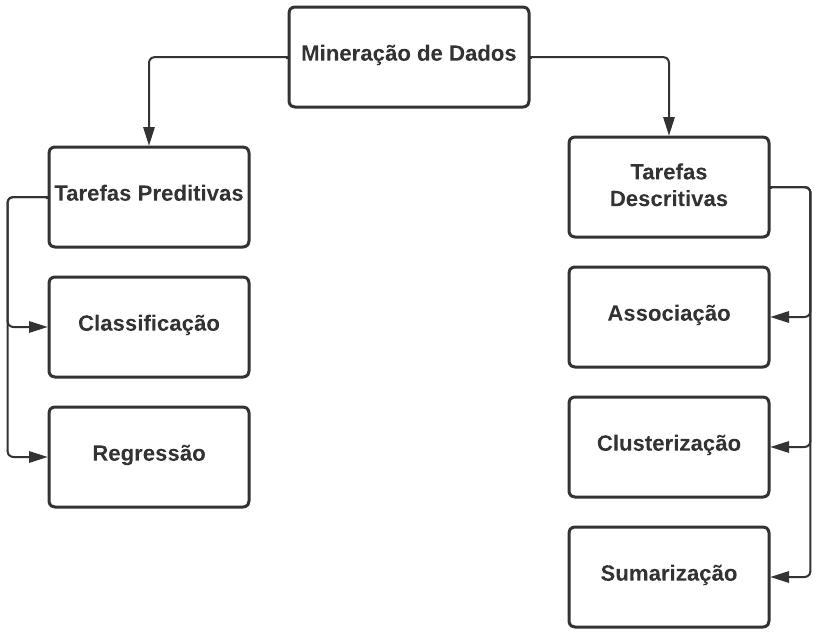 Mineração de Dados
Tarefas Preditivas
Classificação
Regressão
Tarefas
Descritivas
Associação
Clusterização
Sumarização